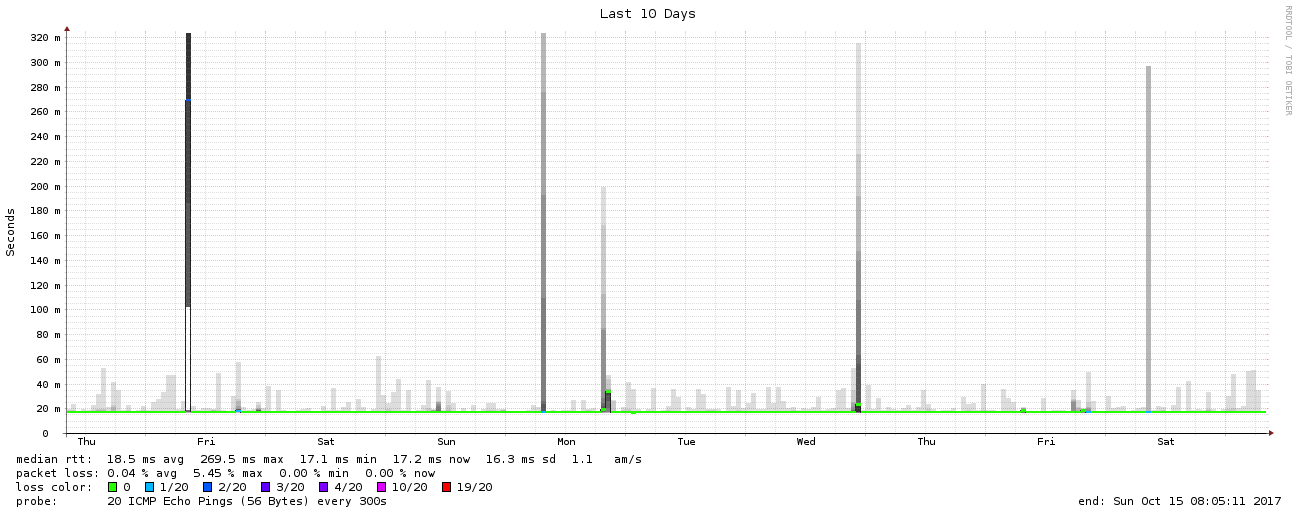 Last 10 Days
RRDTOOL / TOBI OETIKER
Seconds
320 m
300 m
280 m
260 m
240 m
220 m
200 m
180 m
160 m
140 m
120 m
100 m
80 m
60 m
40 m
20 m
0
Thu Fri Sat Sun Mon Tue Wed Thu Fri Sat
median rtt: 18.5 ms avg 269.5 ms max 17.1 ms min 17.2 ms now 16.3 ms sd 1.1 am/s
packet loss: 0.04 % avg 5.45 % max 0.00 % min 0.00 % now
loss color: 0 1/20 2/20 3/20 4/20 10/20 19/20
probe: 20 ICMP Echo Pings (56 Bytes) every 300s end: Sun Oct 15 08:05:11 2017